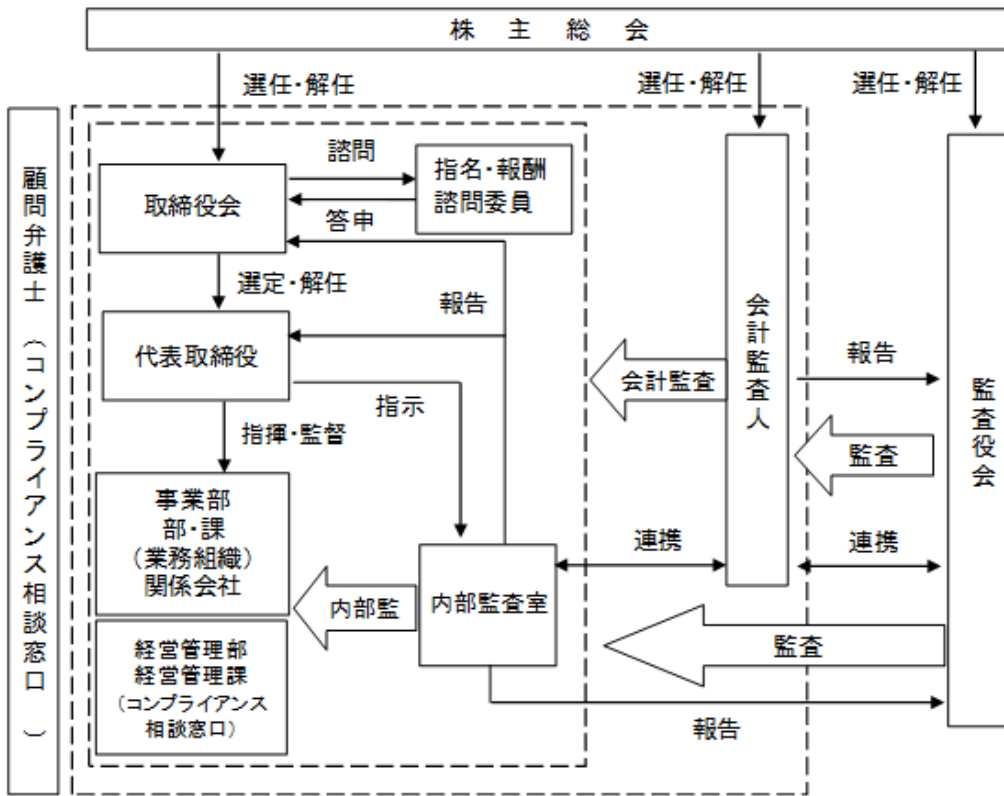 株主総会
選任・解任
選任・解任
選任・解任
顧問弁護士（コンプライアンス相談窓口）
諮問
指名・報酬
諮問委員
取締役会
答申
選定・解任
報告
代表取締役
会計監査人
会計監査
報告
監査役会
指示
指揮・監督
監査
事業部
部・課
（業務組織）
関係会社
連携
連携
内部監
内部監査室
監査
経営管理部
経営管理課
（コンプライアンス
相談窓口）
報告